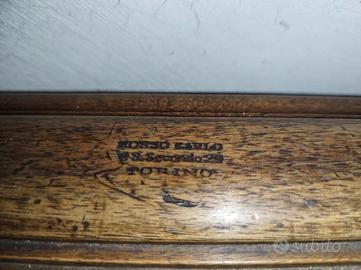 ROSSO CARLO
V S. Secondo 29
TORINO
subito